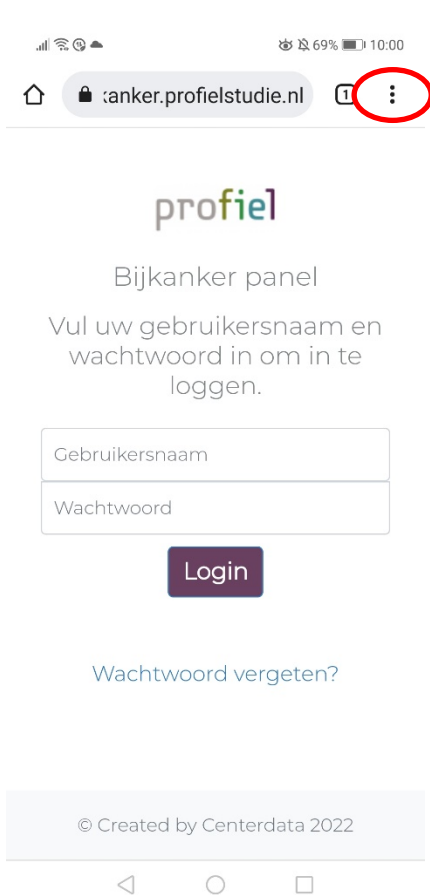 69% 10:00
:anker.profielstudie.nl 1
profiel
Bijkanker panel
Vul uw gebruikersnaam en
wachtwoord in om in te
loggen.
Gebruikersnaam
Wachtwoord
Login
Wachtwoord vergeten?
© Created by Centerdata 2022